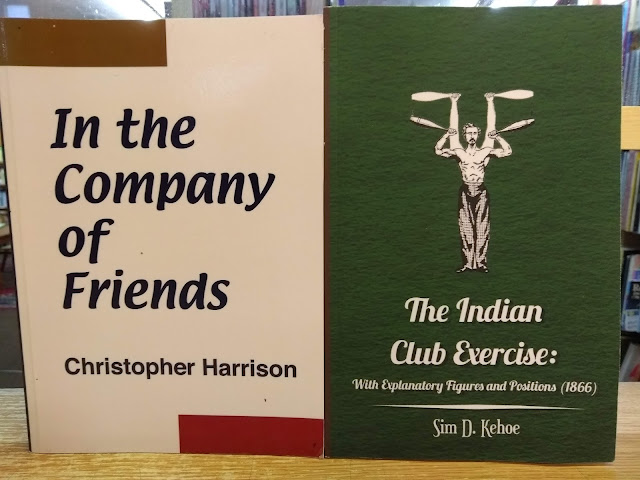 In the
Company
of
Friends
Christopher Harrison
The Indian
Club Exercise:
With Explanatory Figures and Positions (1866)
Sim D. Kehoe